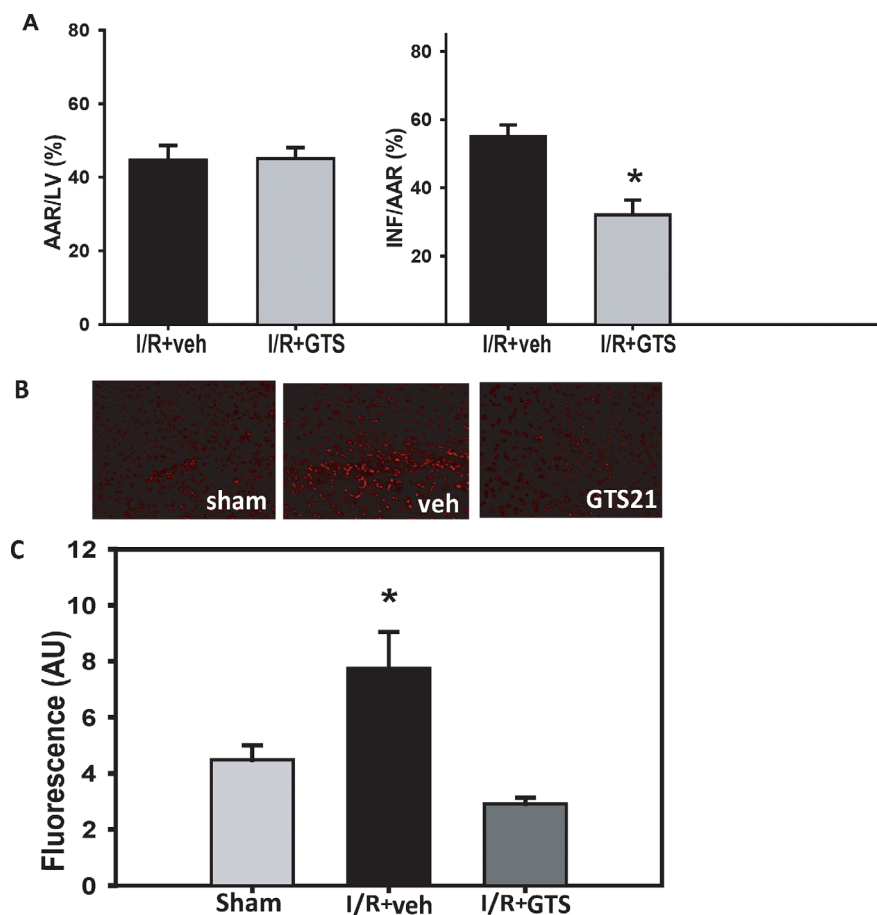 A
80
60
40
20
0
AAR/LV (%)
I/R+veh I/R+GTS
80
60
40
20
INF/AAR (%)
*
I/R+veh I/R+GTS
B
sham
veh
GTS21
C
12
10
8
6
4
2
0
Fluorescence (AU)
*
Sham I/R+veh I/R+GTS